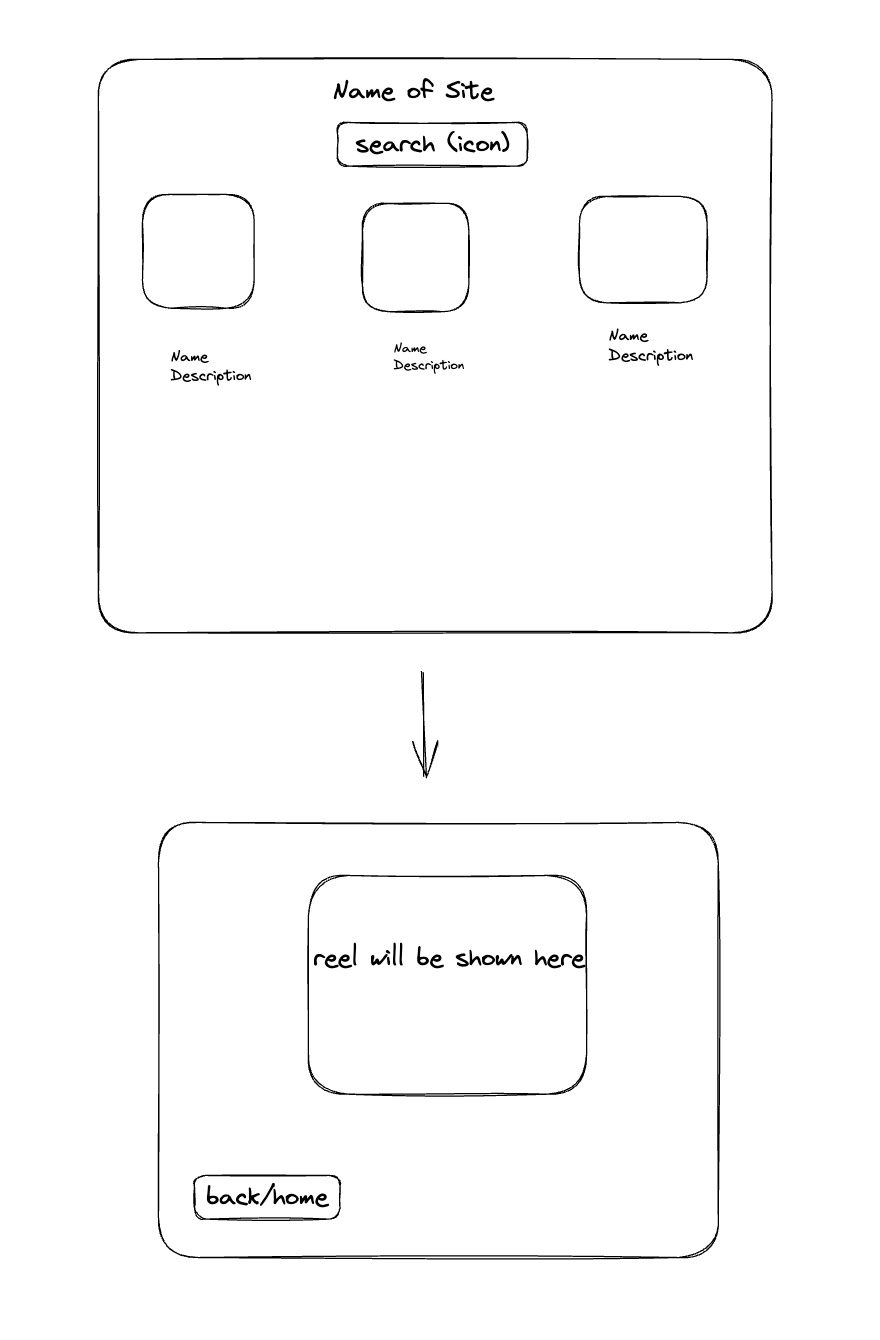 Name of Site
search (icon)
Name
Description
Name
Description
Name
Description
reel will be shown here
back/home